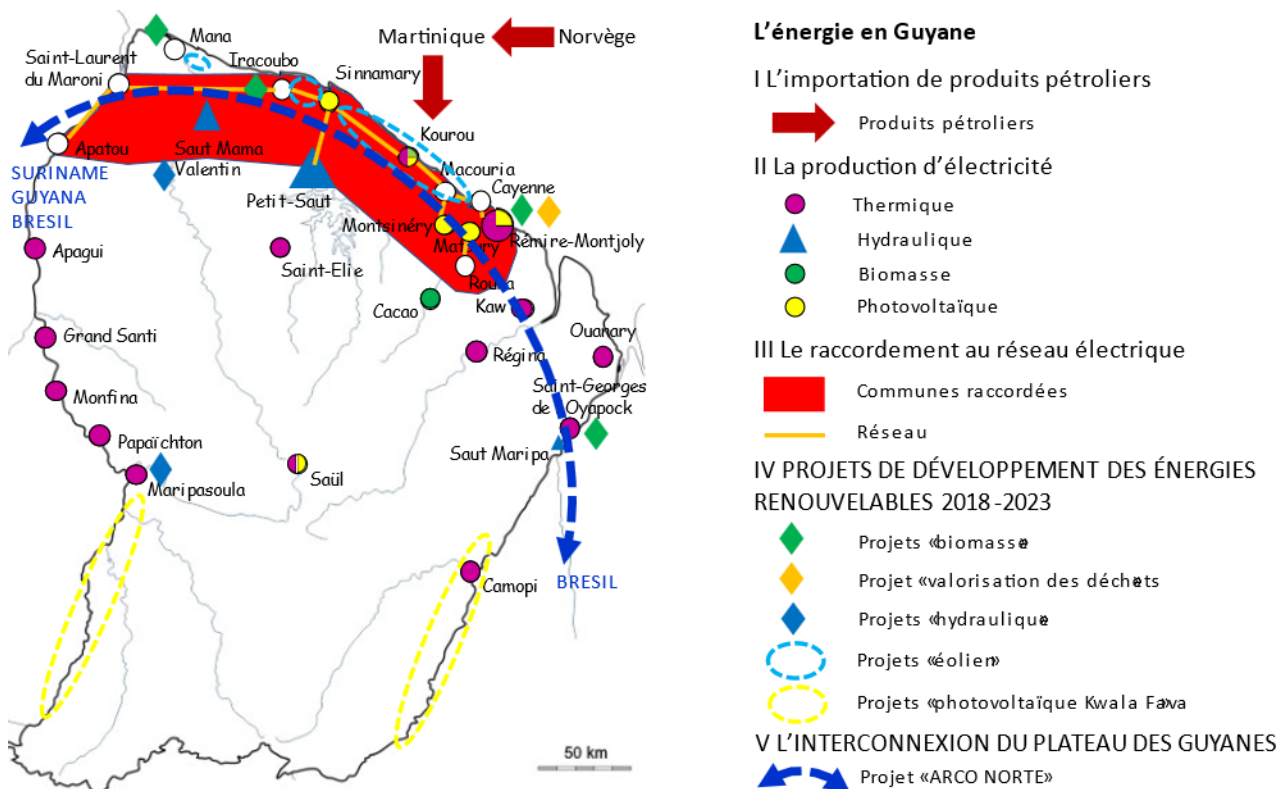 Mana
Martinique
Norvège
Saint-Laurent
du Maroni
Iracoubo
Sinnamary
Kourou
Apatou
Saut Mama
Valentin
Macouria
SURINAME
GUYANA
BRESIL
Petit-Saut
Cayenne
Montsinéry
Matoury
Rémire-Montjoly
Apagui
Saint-Elie
Roura
Cacao
Kaw
Ouanary
Grand Santi
Régina
Saint-Georges
de Oyapock
Monfina
Papaïchton
Saut Maripa
Maripasoula
Saül
Camopi
BRESIL
50 km
L'énergie en Guyane
I L'importation de produits pétroliers
Produits pétroliers
II La production d'électricité
Thermique
Hydraulique
Biomasse
Photovoltaïque
III Le raccordement au réseau électrique
Communes raccordées
Réseau
IV PROJETS DE DÉVELOPPEMENT DES ÉNERGIES
RENOUVELABLES 2018-2023
Projets «biomasse»
Projet «valorisation des déchets»
Projets «hydraulique»
Projets «éolien»
Projets «photovoltaïque Kwala Faya»
V L'INTERCONNEXION DU PLATEAU DES GUYANES
Projet «ARCO NORTE»